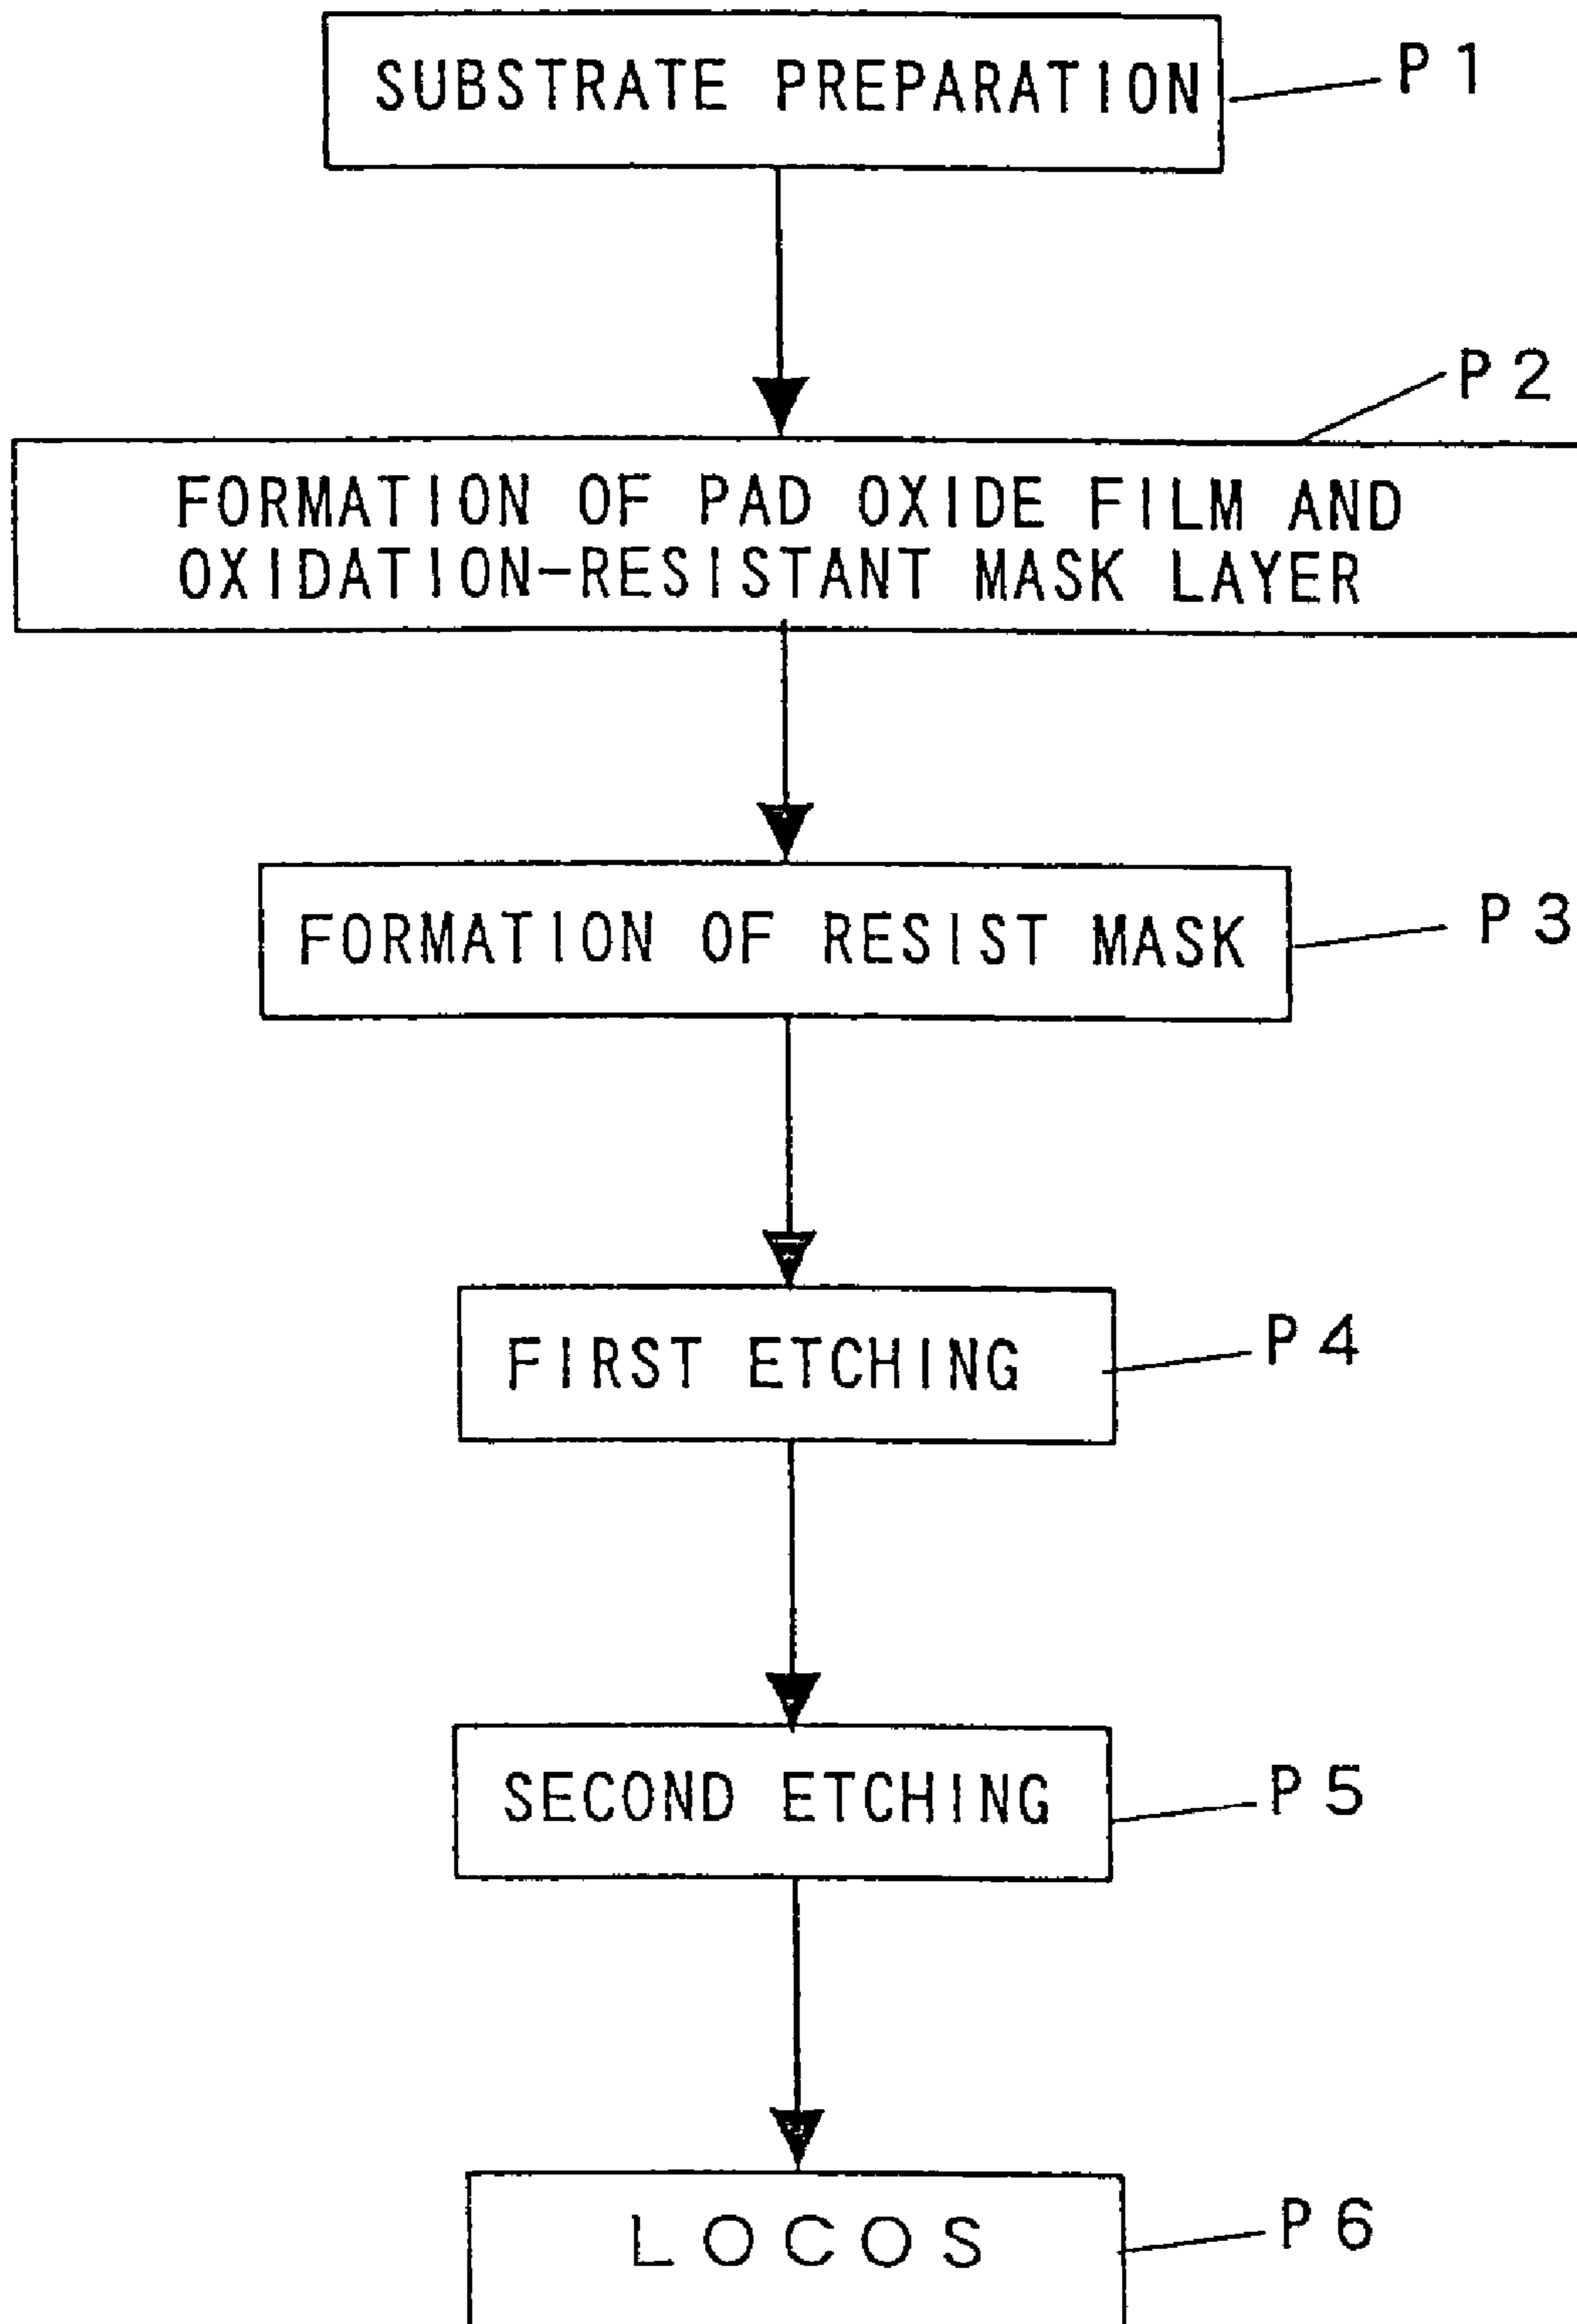 SUBSTRATE PREPARATION
P1
P2
FORMATION OF PAD OXIDE FILM AND
OXIDATION-RESISTANT MASK LAYER
FORMATION OF RESIST MASK
P3
FIRST ETCHING
P4
SECOND ETCHING
P5
LOCOS
P6